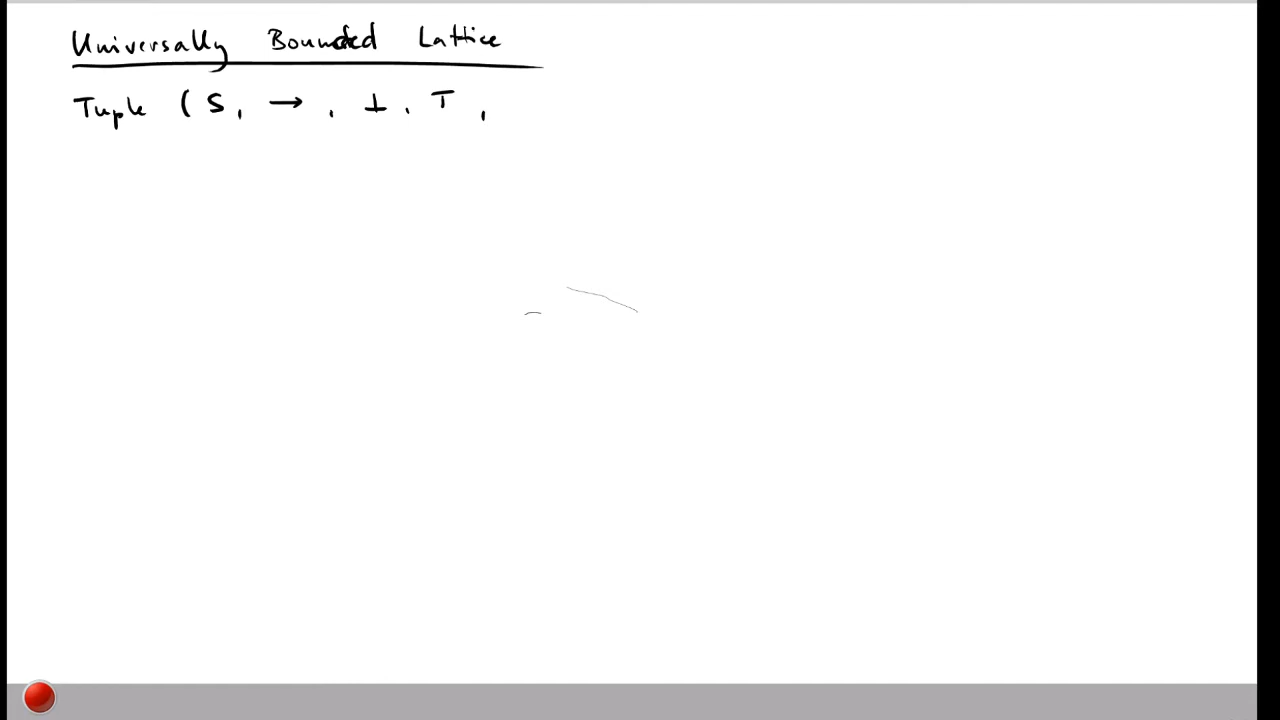 Universally Bounded Lattice
Tuple ( S, → , ⊥ , ⊤ ,